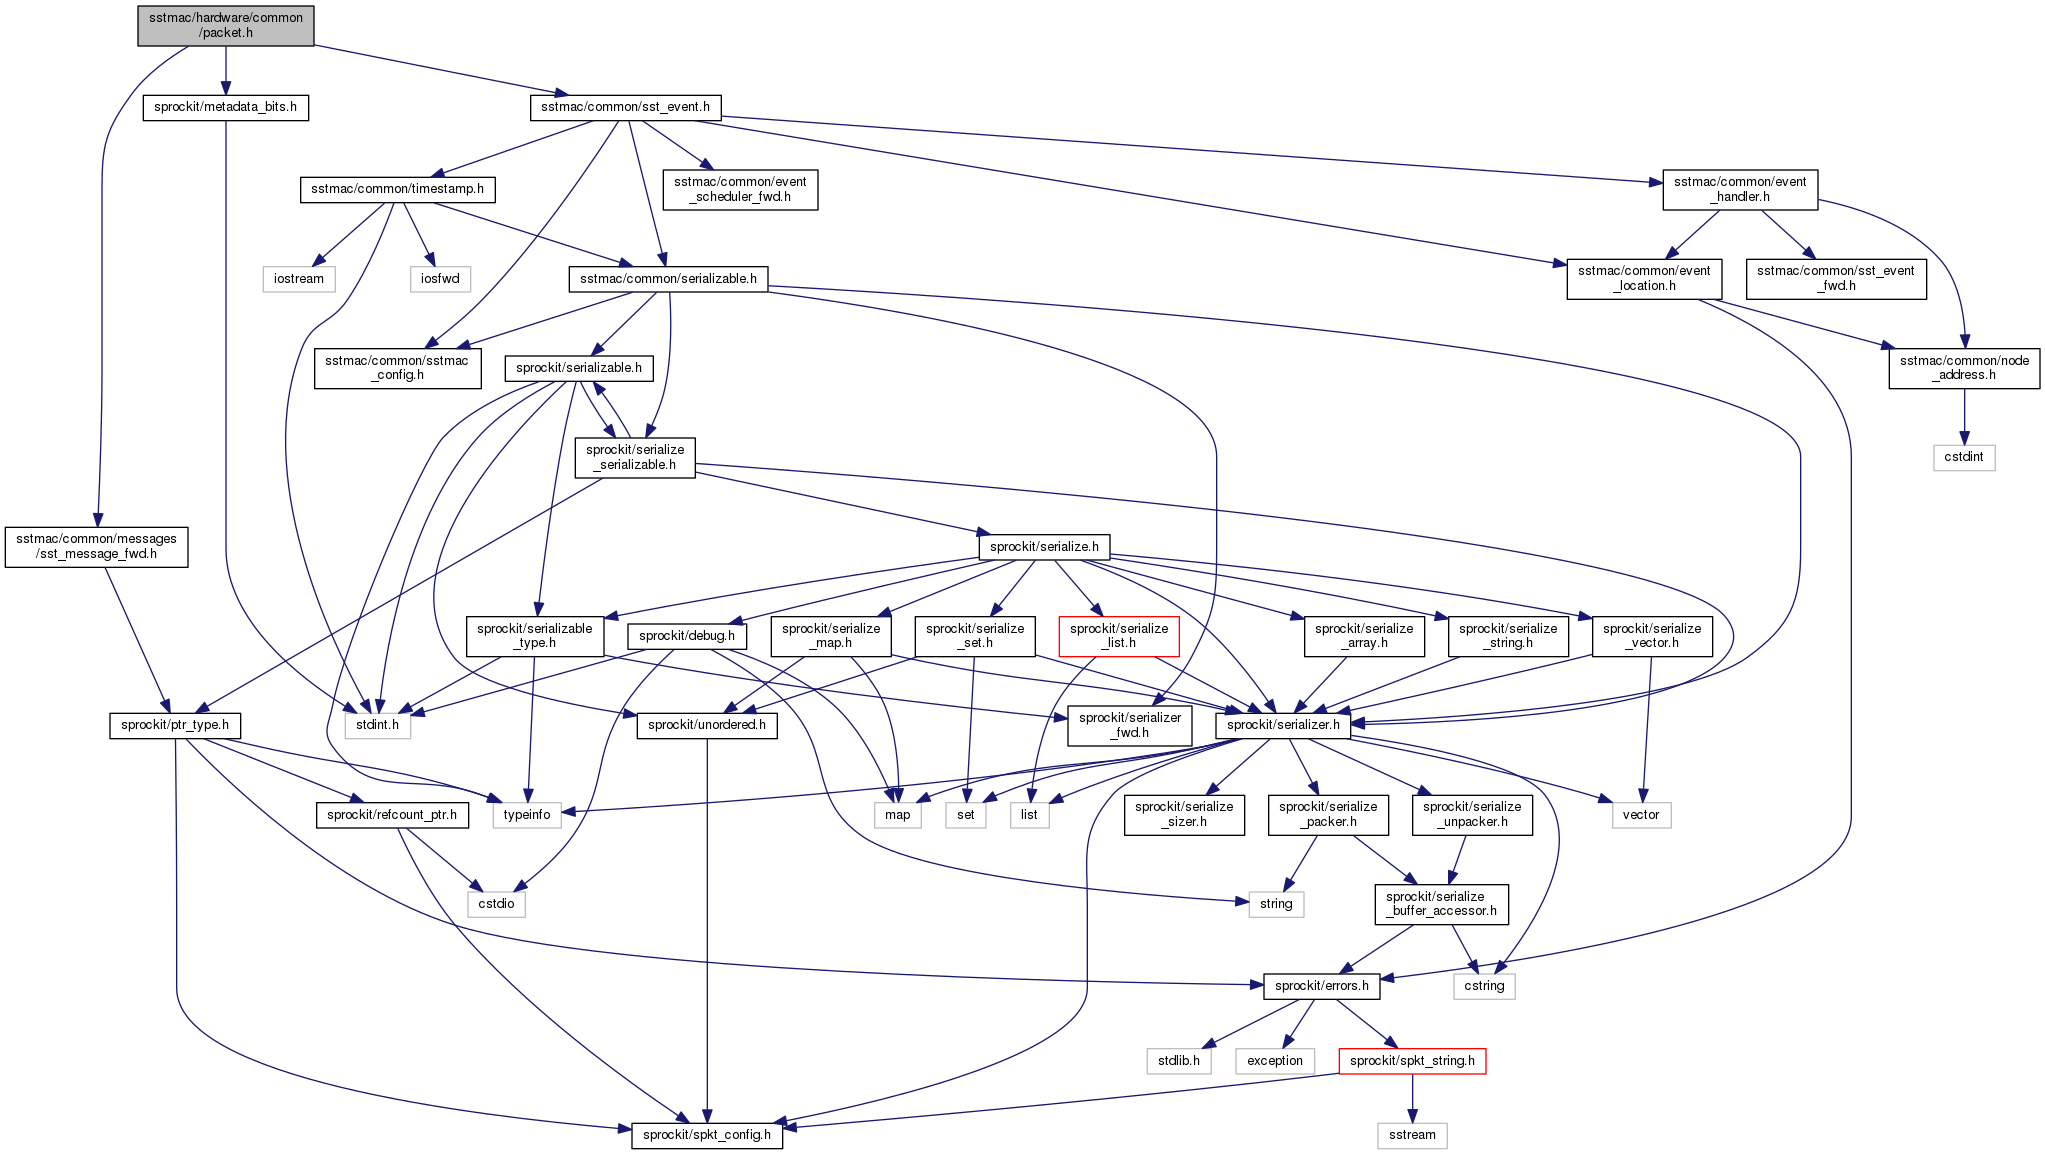 sstmac/hardware/common
/packet.h
sprockit/metadata_bits.h
sstmac/common/sst_event.h
sstmac/common/timestamp.h
sstmac/common/event
_scheduler_fwd.h
sstmac/common/event
_handler.h
iostream
iosfwd
sstmac/common/serializable.h
sstmac/common/event
_location.h
sstmac/common/sst_event
_fwd.h
sstmac/common/sstmac
_config.h
sprockit/serializable.h
sstmac/common/node
_address.h
sprockit/serialize
_serializable.h
cstdint
sstmac/common/messages
/sst_message_fwd.h
sprockit/serialize.h
sprockit/serializable
_type.h
sprockit/debug.h
sprockit/serialize
_map.h
sprockit/serialize
_set.h
sprockit/serialize
_list.h
sprockit/serialize
_array.h
sprockit/serialize
_string.h
sprockit/serialize
_vector.h
sprockit/ptr_type.h
stdint.h
sprockit/unordered.h
sprockit/serializer
_fwd.h
sprockit/serializer.h
sprockit/refcount_ptr.h
typeinfo
map
set
list
sprockit/serialize
_sizer.h
sprockit/serialize
_packer.h
sprockit/serialize
_unpacker.h
vector
cstdio
string
sprockit/serialize
_buffer_accessor.h
sprockit/errors.h
cstring
stdlib.h
exception
sprockit/spkt_string.h
sprockit/spkt_config.h
sstream